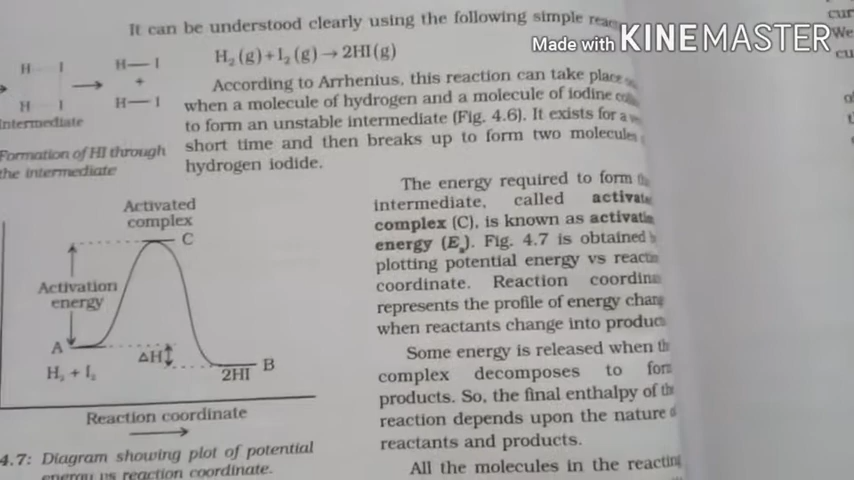 It can be understood clearly using the following simple
H₂(g)+I₂(g) → 2HI(g)
According to Arrhenius, this reaction can take place
when a molecule of hydrogen and a molecule of iodine
to form an unstable intermediate (Fig. 4.6). It exists for a
short time and then breaks up to form two molecules
hydrogen iodide.
H I → H—I
+
H I H—I
Intermediate
Formation of HI through
the intermediate
The energy required to form
intermediate, called
complex (C), is known as
energy (Eₐ). Fig. 4.7 is obtained
plotting potential energy vs
coordinate. Reaction
represents the profile of energy
when reactants change into
Some energy is released when
complex decomposes to
products. So, the final enthalpy of
reaction depends upon the nature
reactants and products.
All the molecules in the reacting
Activated
complex
C
Activation
energy
A
ΔH
H₂ + I₂
B
2HI
Reaction coordinate
→
4.7: Diagram showing plot of potential
energy vs reaction coordinate.
Made with KINEMASTER
We